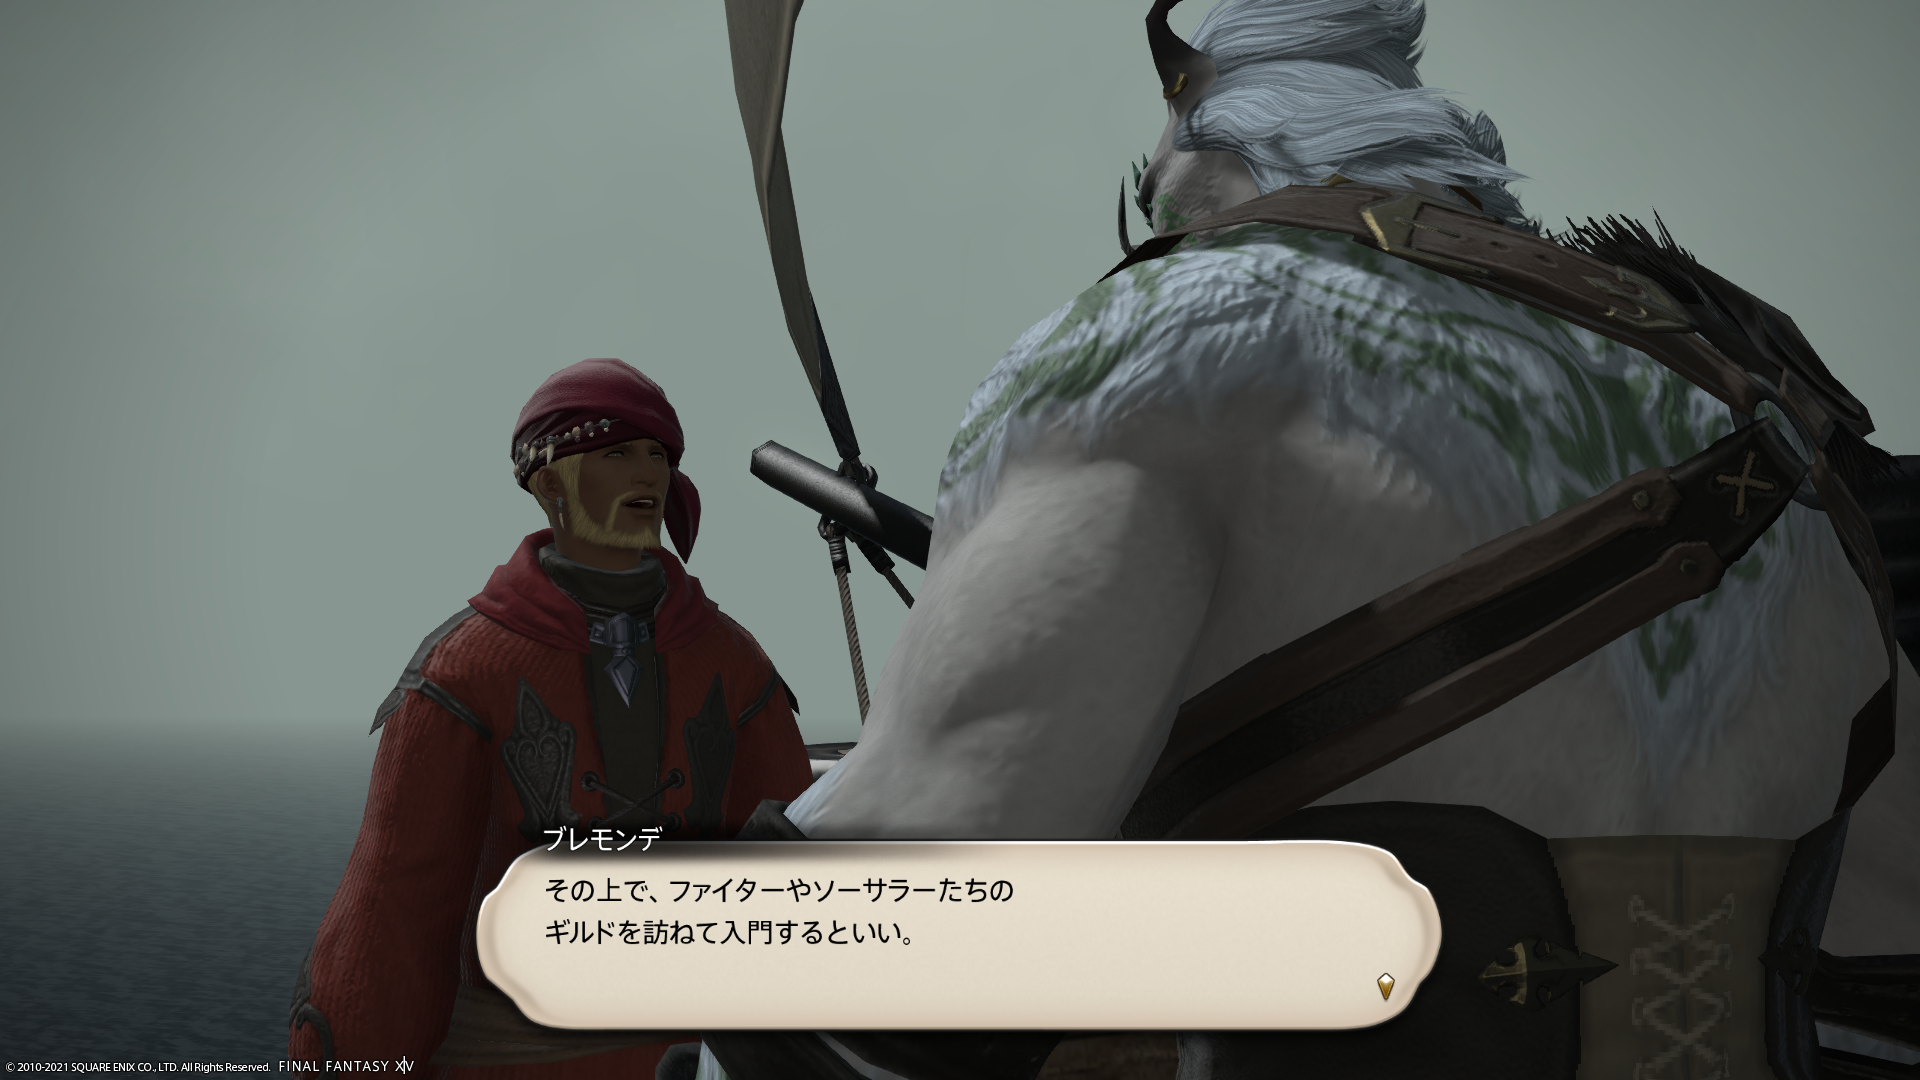 ブレモンデ
その上で、ファイターやソーサラーたちの
ギルドを訪ねて入門するといい。
© 2010-2021 SQUARE ENIX CO., LTD. All Rights Reserved. FINAL FANTASY XIV